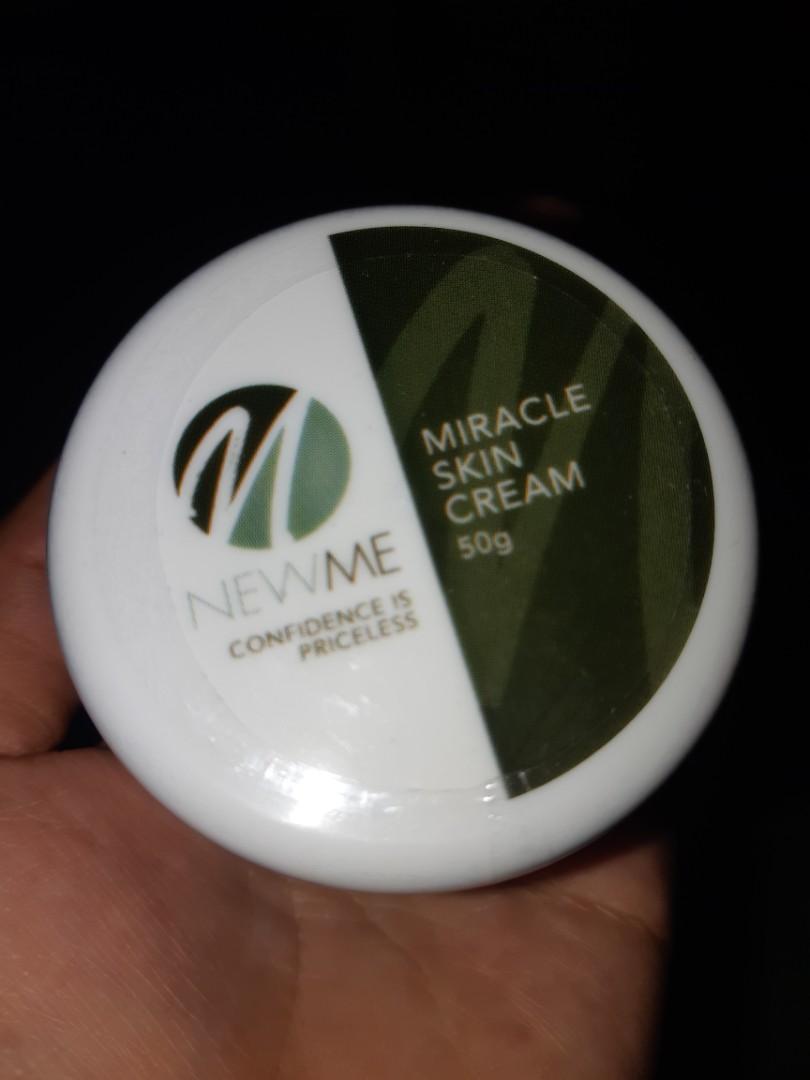 NEWME
CONFIDENCE IS
PRICELESS
MIRACLE
SKIN
CREAM
50g